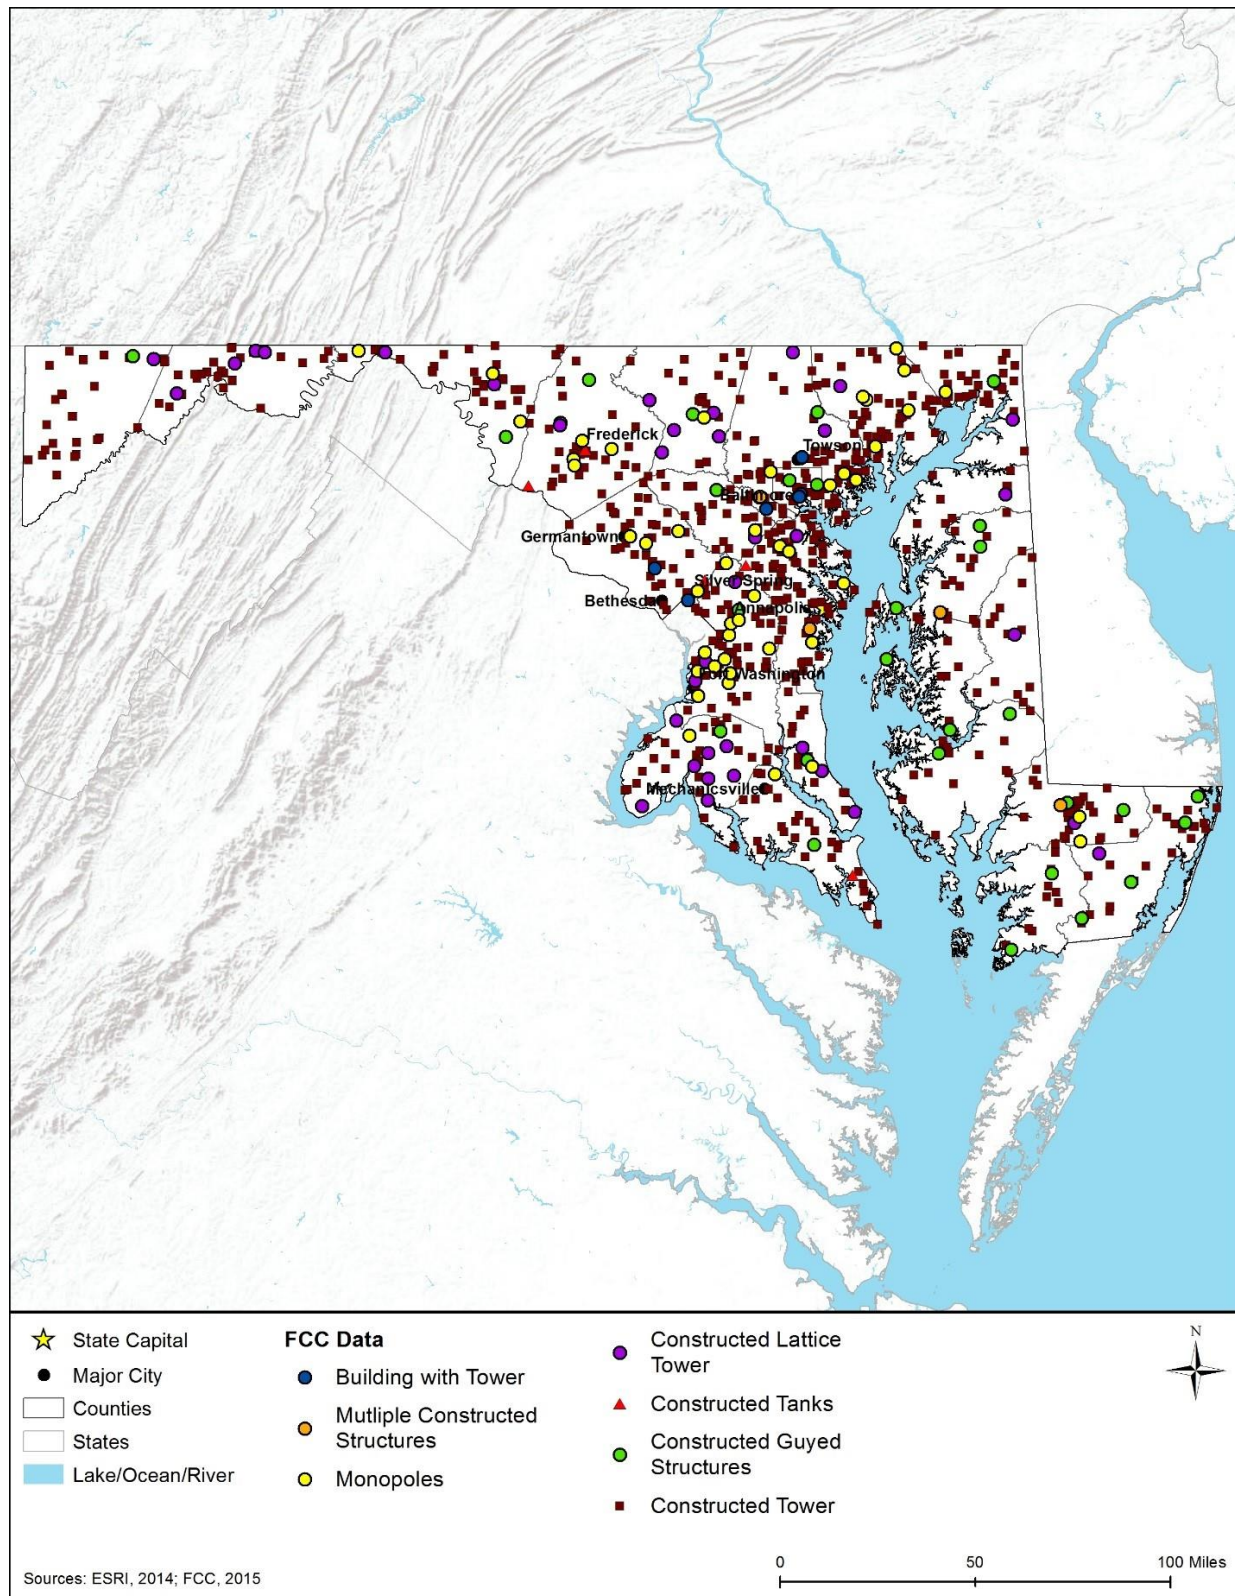 Frederick
Towson
Baltimore
Germantown
Silver Spring
Bethesda
Annapolis
Fort Washington
Mechanicsville
State Capital
Major City
Counties
States
Lake/Ocean/River
FCC Data
Building with Tower
Mutliple Constructed
Structures
Monopoles
Constructed Lattice
Tower
Constructed Tanks
Constructed Guyed
Structures
Constructed Tower
N
0 50 100 Miles
Sources: ESRI, 2014; FCC, 2015